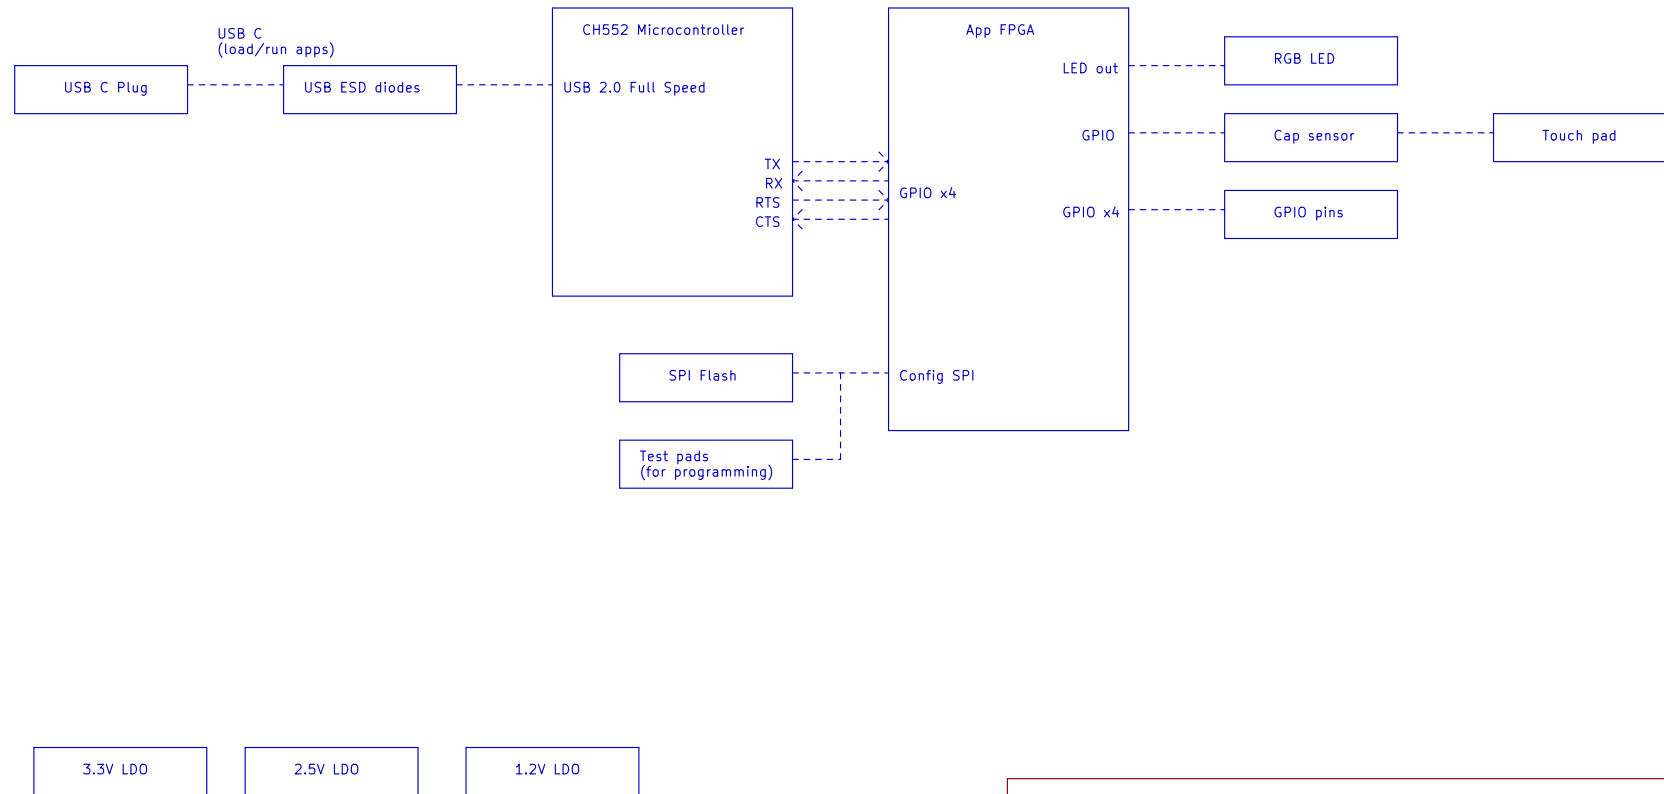 CH552 Microcontroller
App FPGA
USB C
(load/run apps)
RGB LED
LED out
USB C Plug
USB ESD diodes
USB 2.0 Full Speed
GPIO
Cap sensor
Touch pad
TX
RX
GPIO x4
RTS
CTS
GPIO x4
GPIO pins
SPI Flash
Config SPI
Test pads
(for programming)
3.3V LDO
2.5V LDO
1.2V LDO